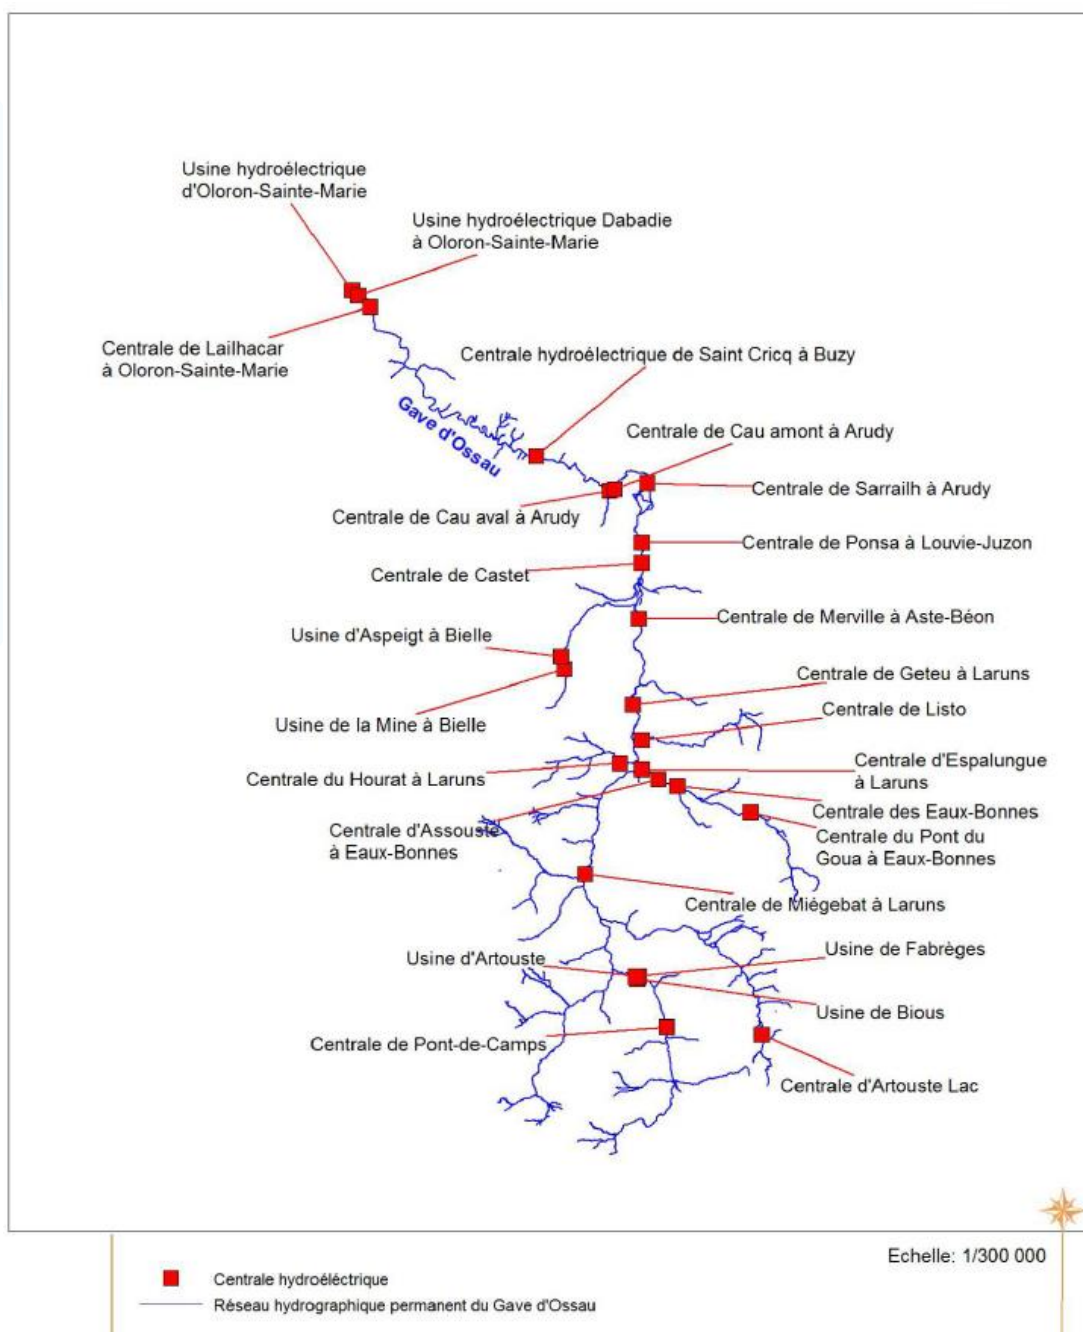 Usine hydroélectrique
d'Oloron-Sainte-Marie
Usine hydroélectrique Dabadie
à Oloron-Sainte-Marie
Centrale de Lailhacar
à Oloron-Sainte-Marie
Centrale hydroélectrique de Saint Cricq à Buzy
Gave d'Ossau
Centrale de Cau amont à Arudy
Centrale de Sarrailh à Arudy
Centrale de Cau aval à Arudy
Centrale de Ponsa à Louvie-Juzon
Centrale de Castet
Centrale de Merville à Aste-Béon
Usine d'Aspeigt à Bielle
Centrale de Geteu à Laruns
Usine de la Mine à Bielle
Centrale de Listo
Centrale du Hourat à Laruns
Centrale d'Espalungue
à Laruns
Centrale des Eaux-Bonnes
Centrale d'Assouste
à Eaux-Bonnes
Centrale du Pont du
Goua à Eaux-Bonnes
Centrale de Miégebat à Laruns
Usine d'Artouste
Usine de Fabrèges
Usine de Bious
Centrale de Pont-de-Camps
Centrale d'Artouste Lac
Echelle: 1/300 000
Centrale hydroéléctrique
Réseau hydrographique permanent du Gave d'Ossau